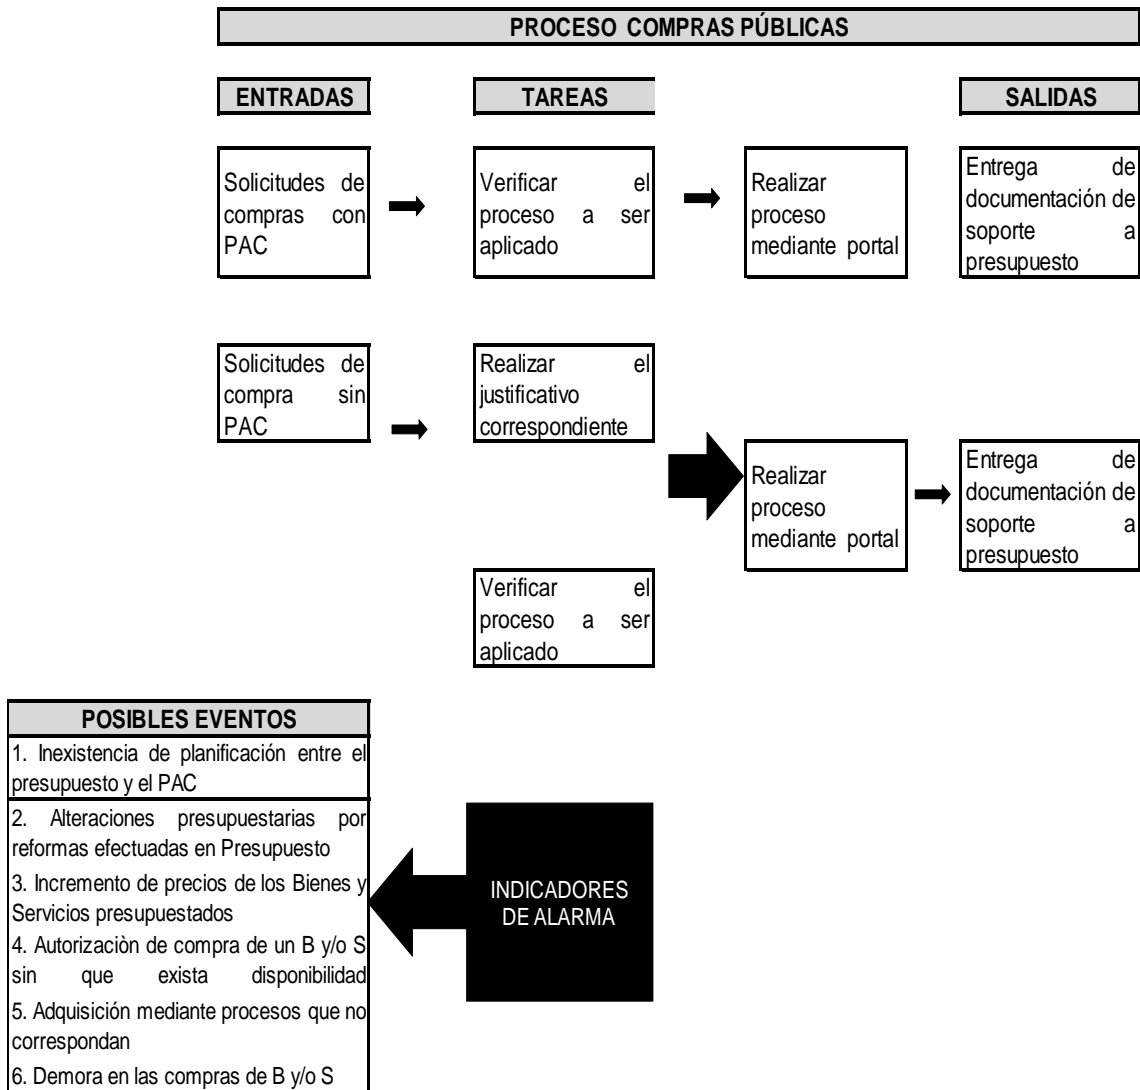 PROCESO COMPRAS PÚBLICAS
ENTRADAS
TAREAS
SALIDAS
Solicitudes de
compras con
PAC
Verificar el
proceso a ser
aplicado
Realizar
proceso
mediante portal
Entrega de
documentación de
soporte a
presupuesto
Solicitudes de
compra sin
PAC
Realizar el
justificativo
correspondiente
Realizar
proceso
mediante portal
Entrega de
documentación de
soporte a
presupuesto
Verificar el
proceso a ser
aplicado
POSIBLES EVENTOS
1. Inexistencia de planificación entre el
presupuesto y el PAC
2. Alteraciones presupuestarias por
reformas efectuadas en Presupuesto
3. Incremento de precios de los Bienes y
Servicios presupuestados
4. Autorizaciòn de compra de un B y/o S
sin que exista disponibilidad
5. Adquisición mediante procesos que no
correspondan
6. Demora en las compras de B y/o S
INDICADORES
DE ALARMA